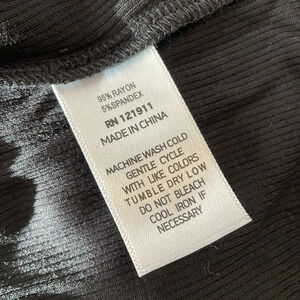 95% RAYON
5% SPANDEX
RN 121911
MADE IN CHINA
MACHINE WASH COLD
GENTLE CYCLE
WITH LIKE COLORS
TUMBLE DRY LOW
DO NOT BLEACH
COOL IRON IF
NECESSARY